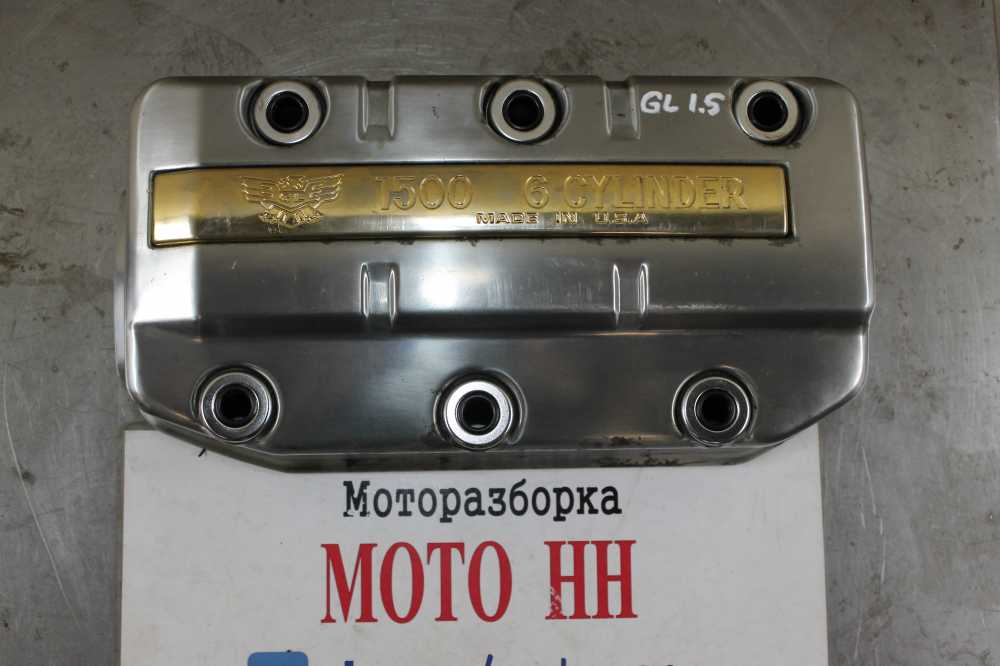 GL 1.5
1500 6 CYLINDER
MADE IN U.S.A
Моторазборка
МОТО НН